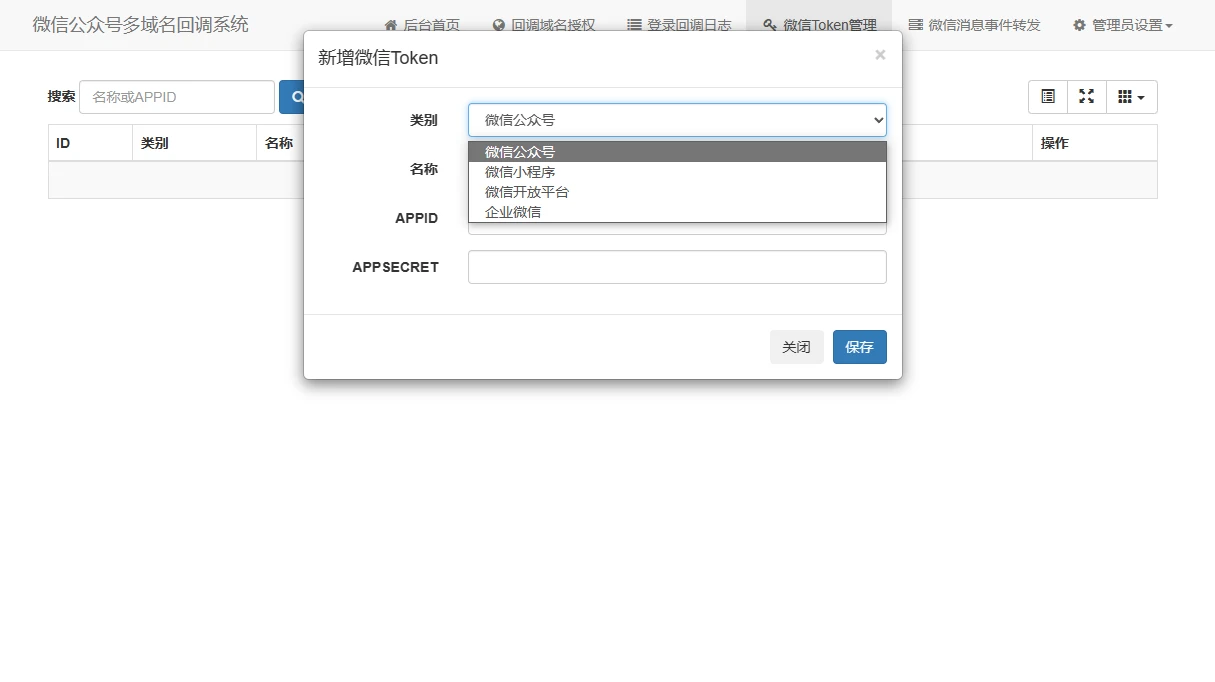 微信公众号多域名回调系统 后台首页 回调域名授权 登录回调日志 微信Token管理 微信消息事件转发 管理员设置
新增微信Token ×
搜索 名称或APPID
类别 微信公众号
ID 类别 名称 操作
微信公众号
名称
微信小程序
微信开放平台
企业微信
APPID
APPSECRET
关闭 保存